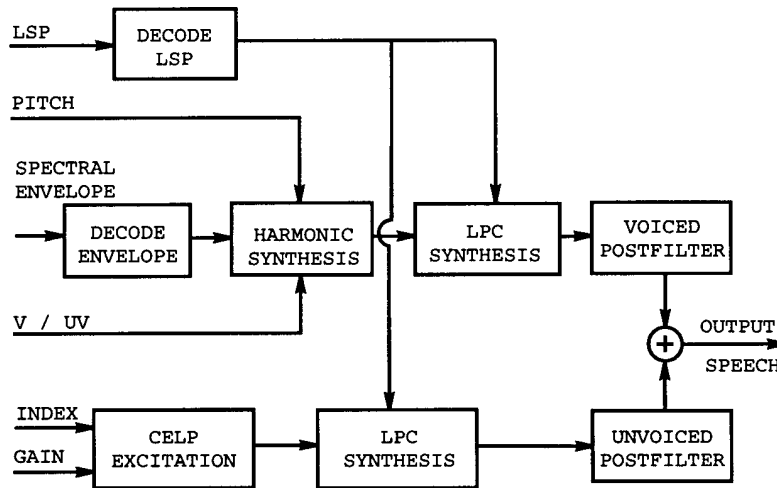 LSP
DECODE
LSP
PITCH
SPECTRAL
ENVELOPE
DECODE
ENVELOPE
HARMONIC
SYNTHESIS
LPC
SYNTHESIS
VOICED
POSTFILTER
V / UV
+
OUTPUT
SPEECH
INDEX
GAIN
CELP
EXCITATION
LPC
SYNTHESIS
UNVOICED
POSTFILTER